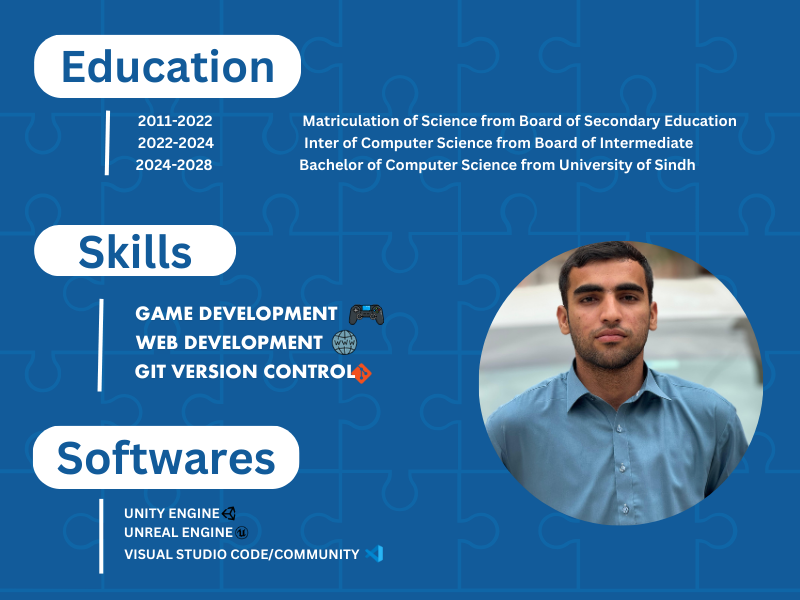 Education
2011-2022 Matriculation of Science from Board of Secondary Education
2022-2024 Inter of Computer Science from Board of Intermediate
2024-2028 Bachelor of Computer Science from University of Sindh
Skills
GAME DEVELOPMENT
WEB DEVELOPMENT WWW
GIT VERSION CONTROL
Softwares
UNITY ENGINE
UNREAL ENGINE
VISUAL STUDIO CODE/COMMUNITY